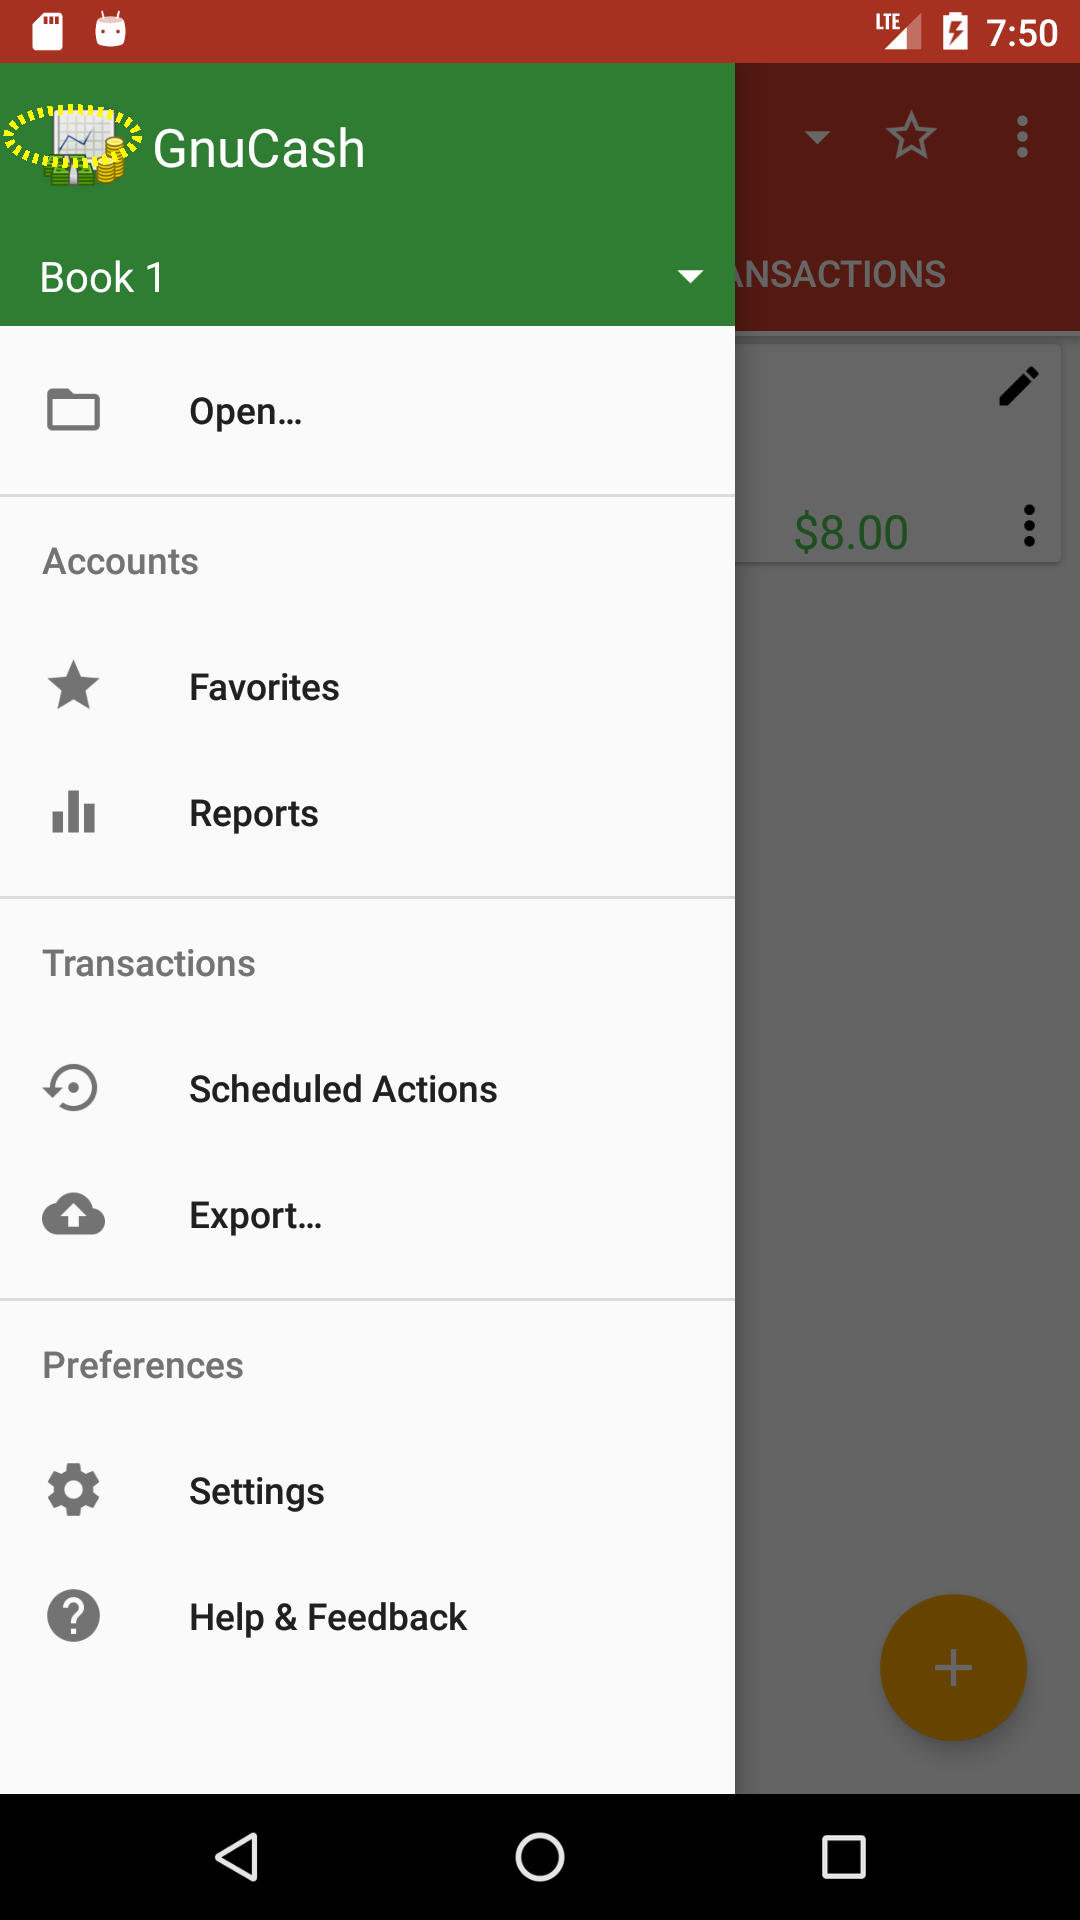 LTE 7:50
GnuCash
Book 1
ANSACTIONS
Open...
$8.00
Accounts
Favorites
Reports
Transactions
Scheduled Actions
Export...
Preferences
Settings
Help & Feedback